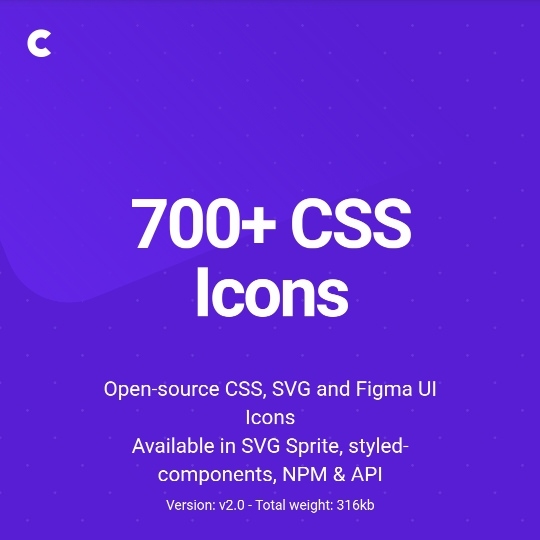 C
700+ CSS
Icons
Open-source CSS, SVG and Figma UI
Icons
Available in SVG Sprite, styled-
components, NPM & API
Version: v2.0 - Total weight: 316kb